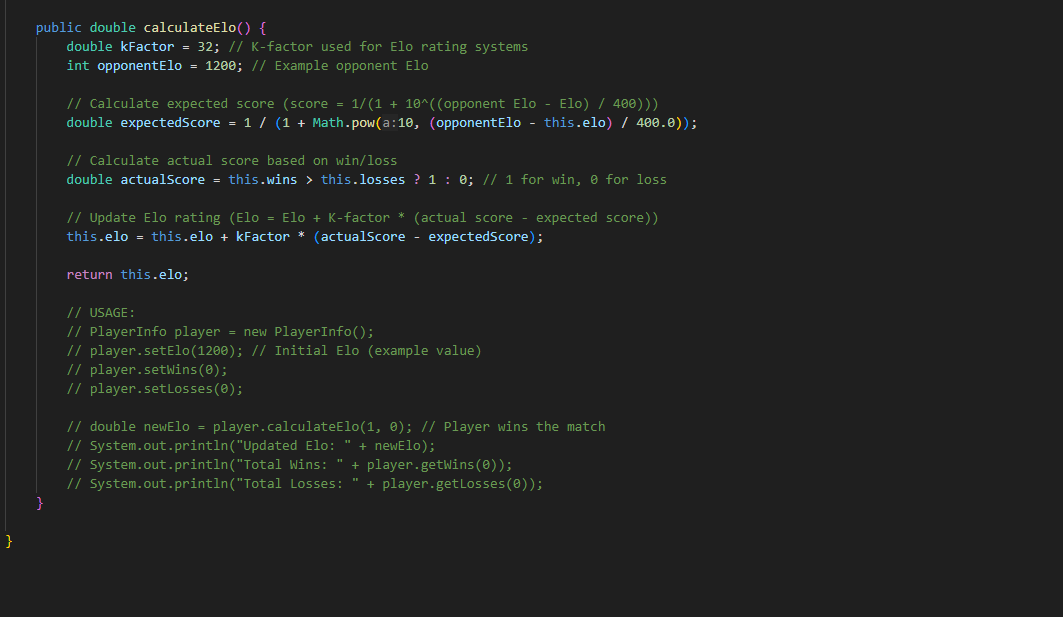 public double calculateElo() {
double kFactor = 32; // K-factor used for Elo rating systems
int opponentElo = 1200; // Example opponent Elo
// Calculate expected score (score = 1/(1 + 10^((opponent Elo - Elo) / 400)))
double expectedScore = 1 / (1 + Math.pow(a:10, (opponentElo - this.elo) / 400.0));
// Calculate actual score based on win/loss
double actualScore = this.wins > this.losses ? 1 : 0; // 1 for win, 0 for loss
// Update Elo rating (Elo = Elo + K-factor * (actual score - expected score))
this.elo = this.elo + kFactor * (actualScore - expectedScore);
return this.elo;
// USAGE:
// PlayerInfo player = new PlayerInfo();
// player.setElo(1200); // Initial Elo (example value)
// player.setWins(0);
// player.setLosses(0);
// double newElo = player.calculateElo(1, 0); // Player wins the match
// System.out.println("Updated Elo: " + newElo);
// System.out.println("Total Wins: " + player.getWins(0));
// System.out.println("Total Losses: " + player.getLosses(0));
}
}